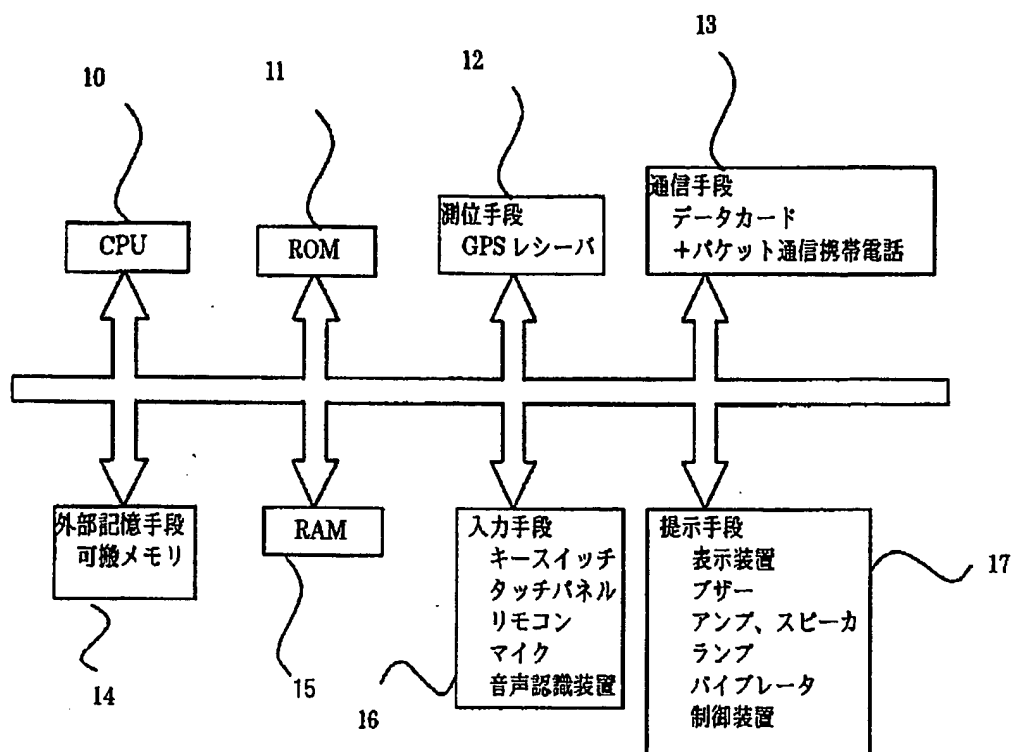 13
12
11
10
通信手段
データカード
+パケット通信携帯電話
測位手段
GPSレシーバ
CPU
ROM
外部記憶手段
可搬メモリ
RAM
入力手段
キースイッチ
タッチパネル
リモコン
マイク
音声認識装置
提示手段
表示装置
ブザー
アンプ、スピーカ
ランプ
バイブレータ
制御装置
17
14
15
16